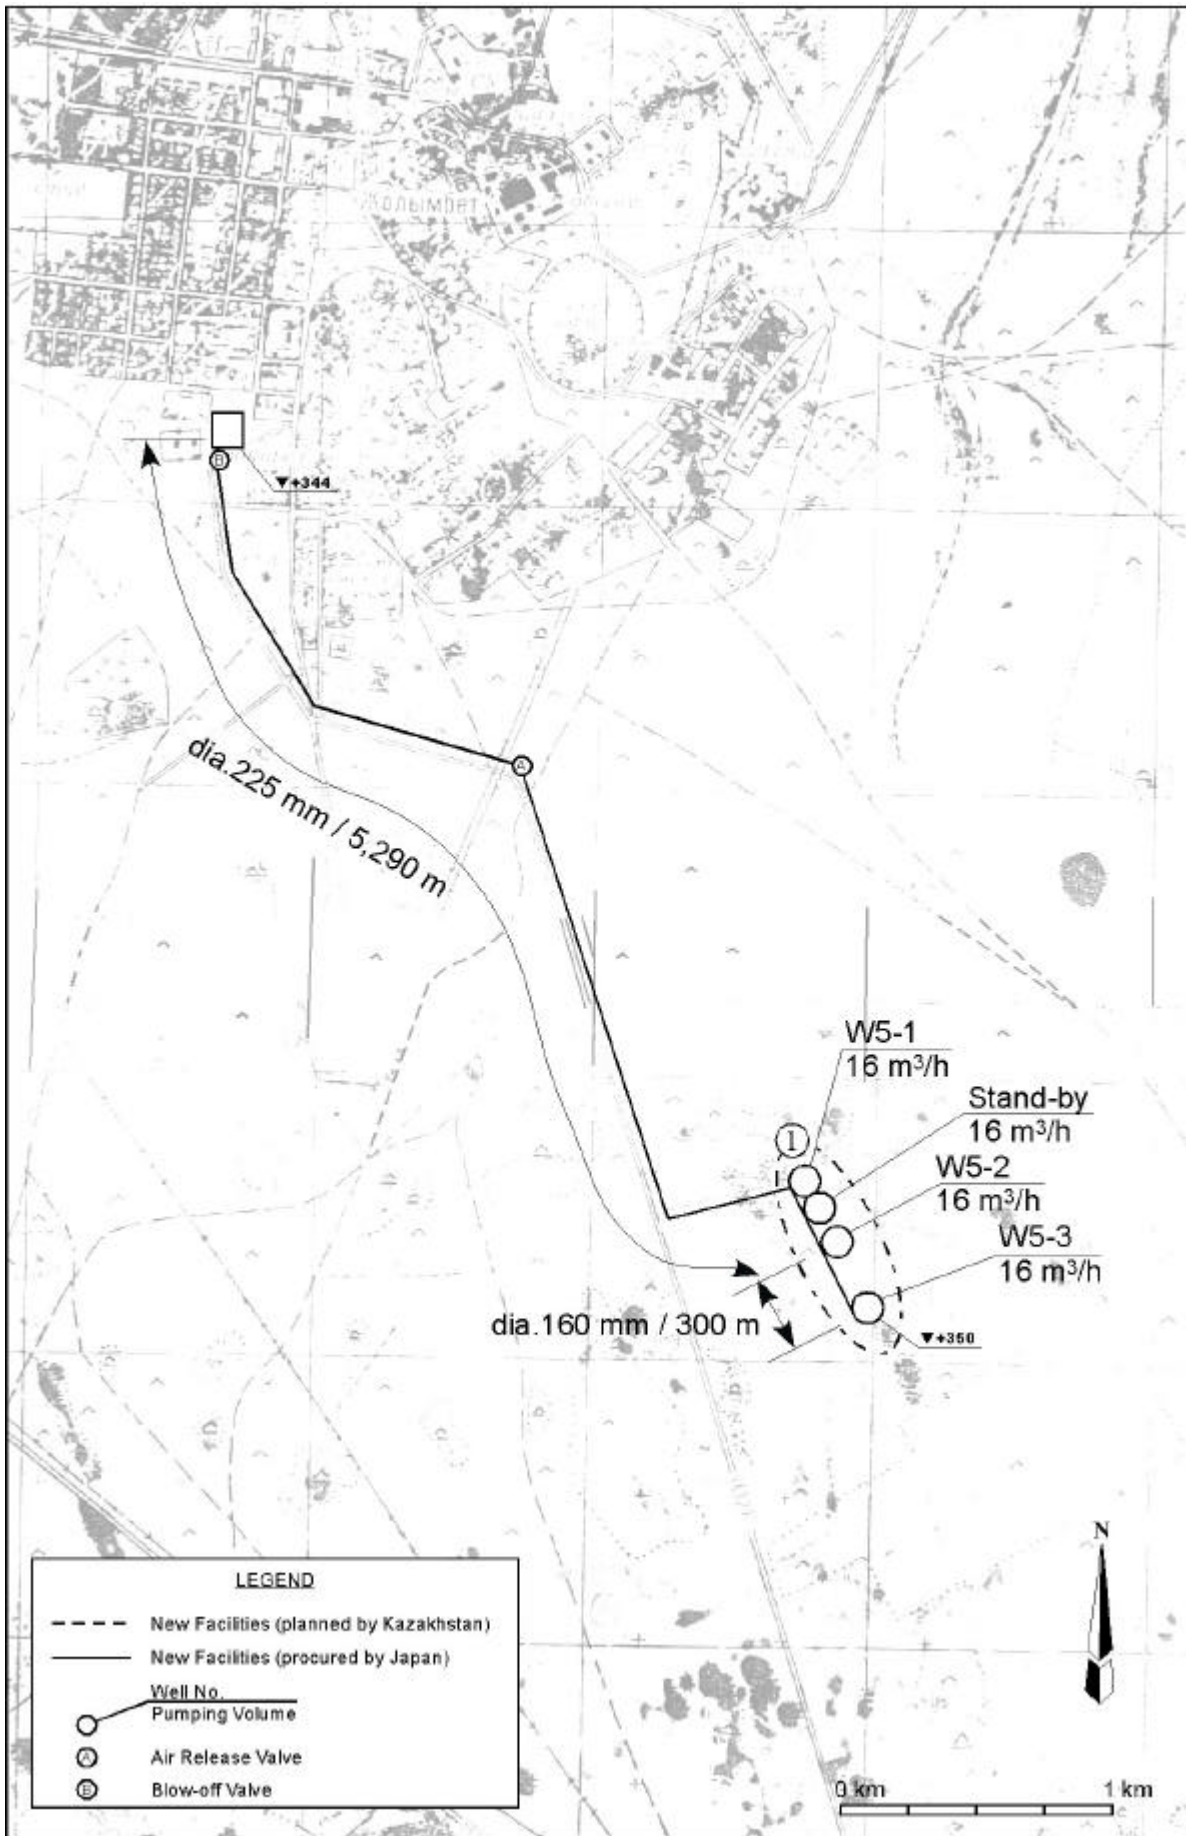 ▼+344
dia.225 mm / 5,290 m
W5-1
16 m³/h
Stand-by
16 m³/h
W5-2
16 m³/h
W5-3
16 m³/h
1
dia.160 mm / 300 m
▼+350
B
A
N
LEGEND
New Facilities (planned by Kazakhstan)
New Facilities (procured by Japan)
Well No.
Pumping Volume
A Air Release Valve
B Blow-off Valve
0 km 1 km